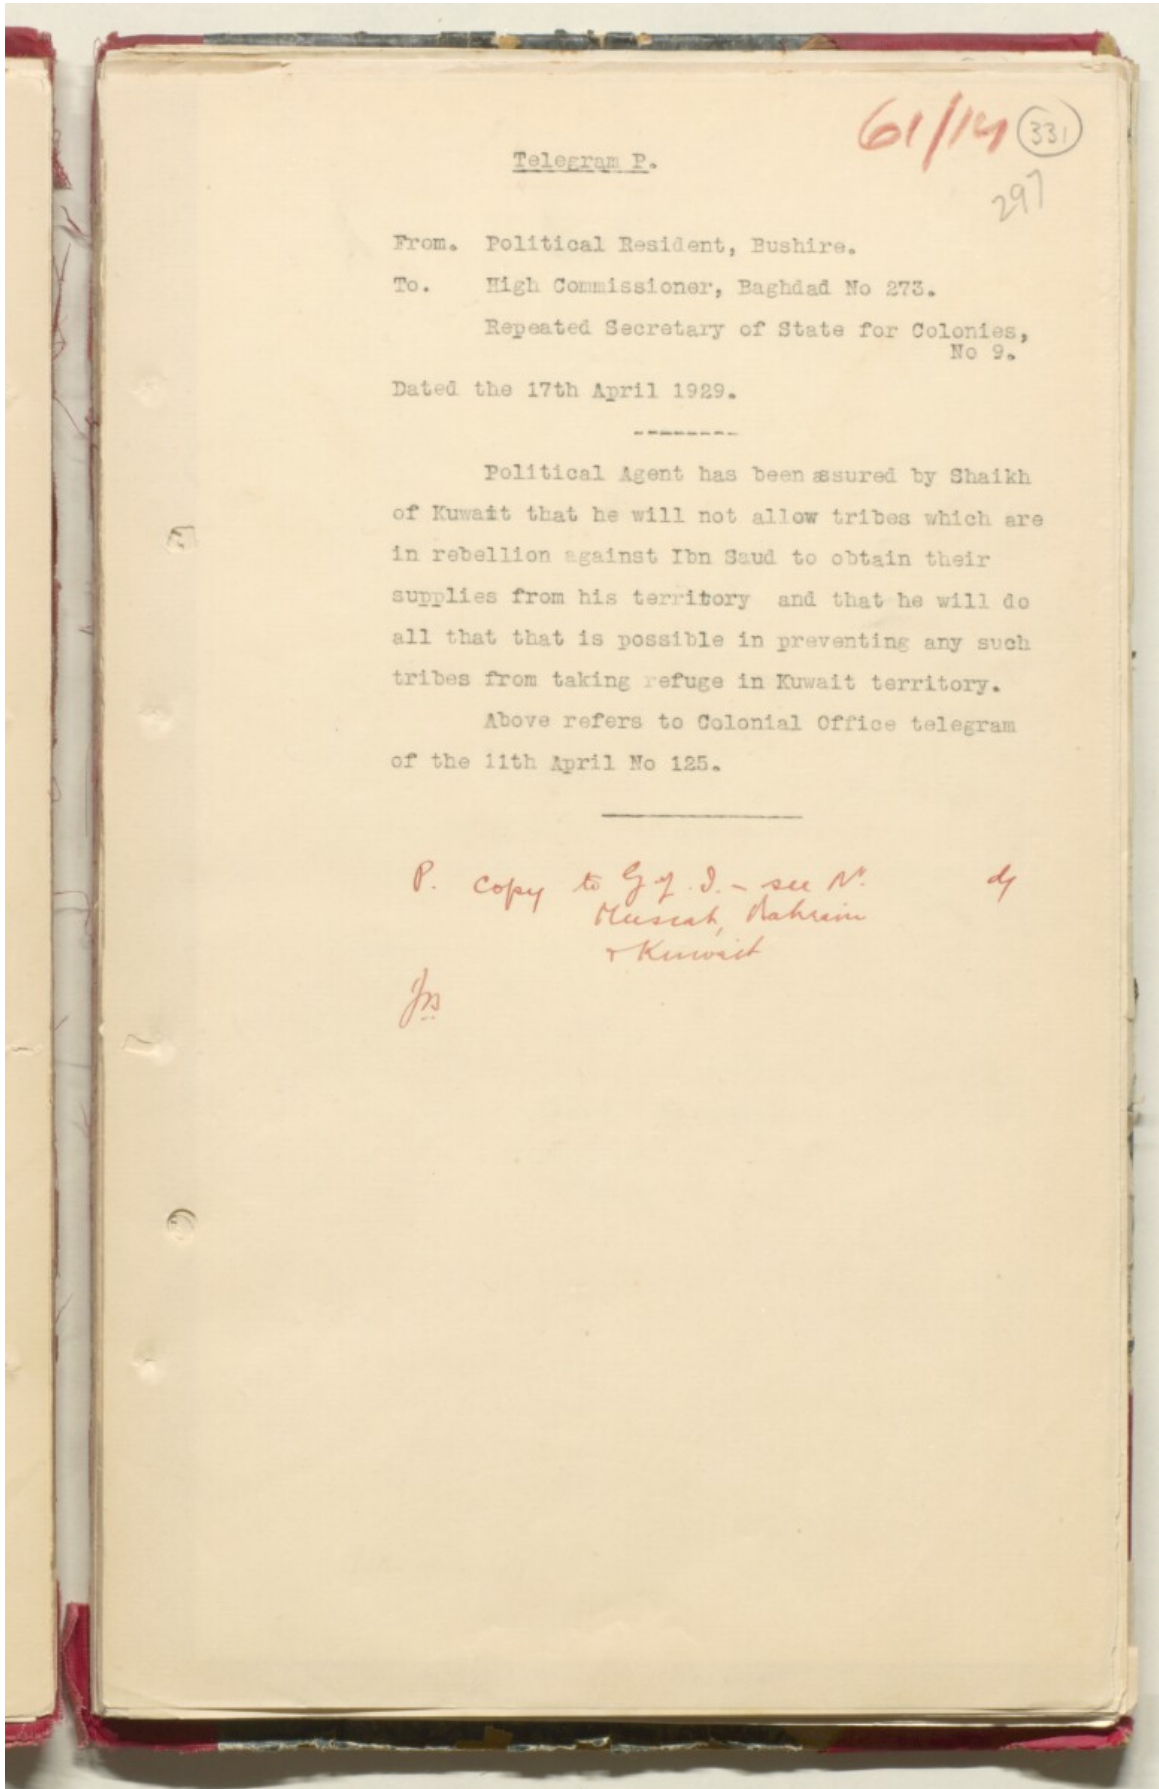 61/14 331
297
Telegram P.
From. Political Resident, Bushire.
To. High Commissioner, Baghdad No 273.
Repeated Secretary of State for Colonies,
No 9.
Dated the 17th April 1929.
Political Agent has been assured by Shaikh
of Kuwait that he will not allow tribes which are
in rebellion against Ibn Saud to obtain their
supplies from his territory and that he will do
all that that is possible in preventing any such
tribes from taking refuge in Kuwait territory.
Above refers to Colonial Office telegram
of the 11th April No 125.
P. Copy to G of I. - see
Muscat, Bahrain
& Kuwait